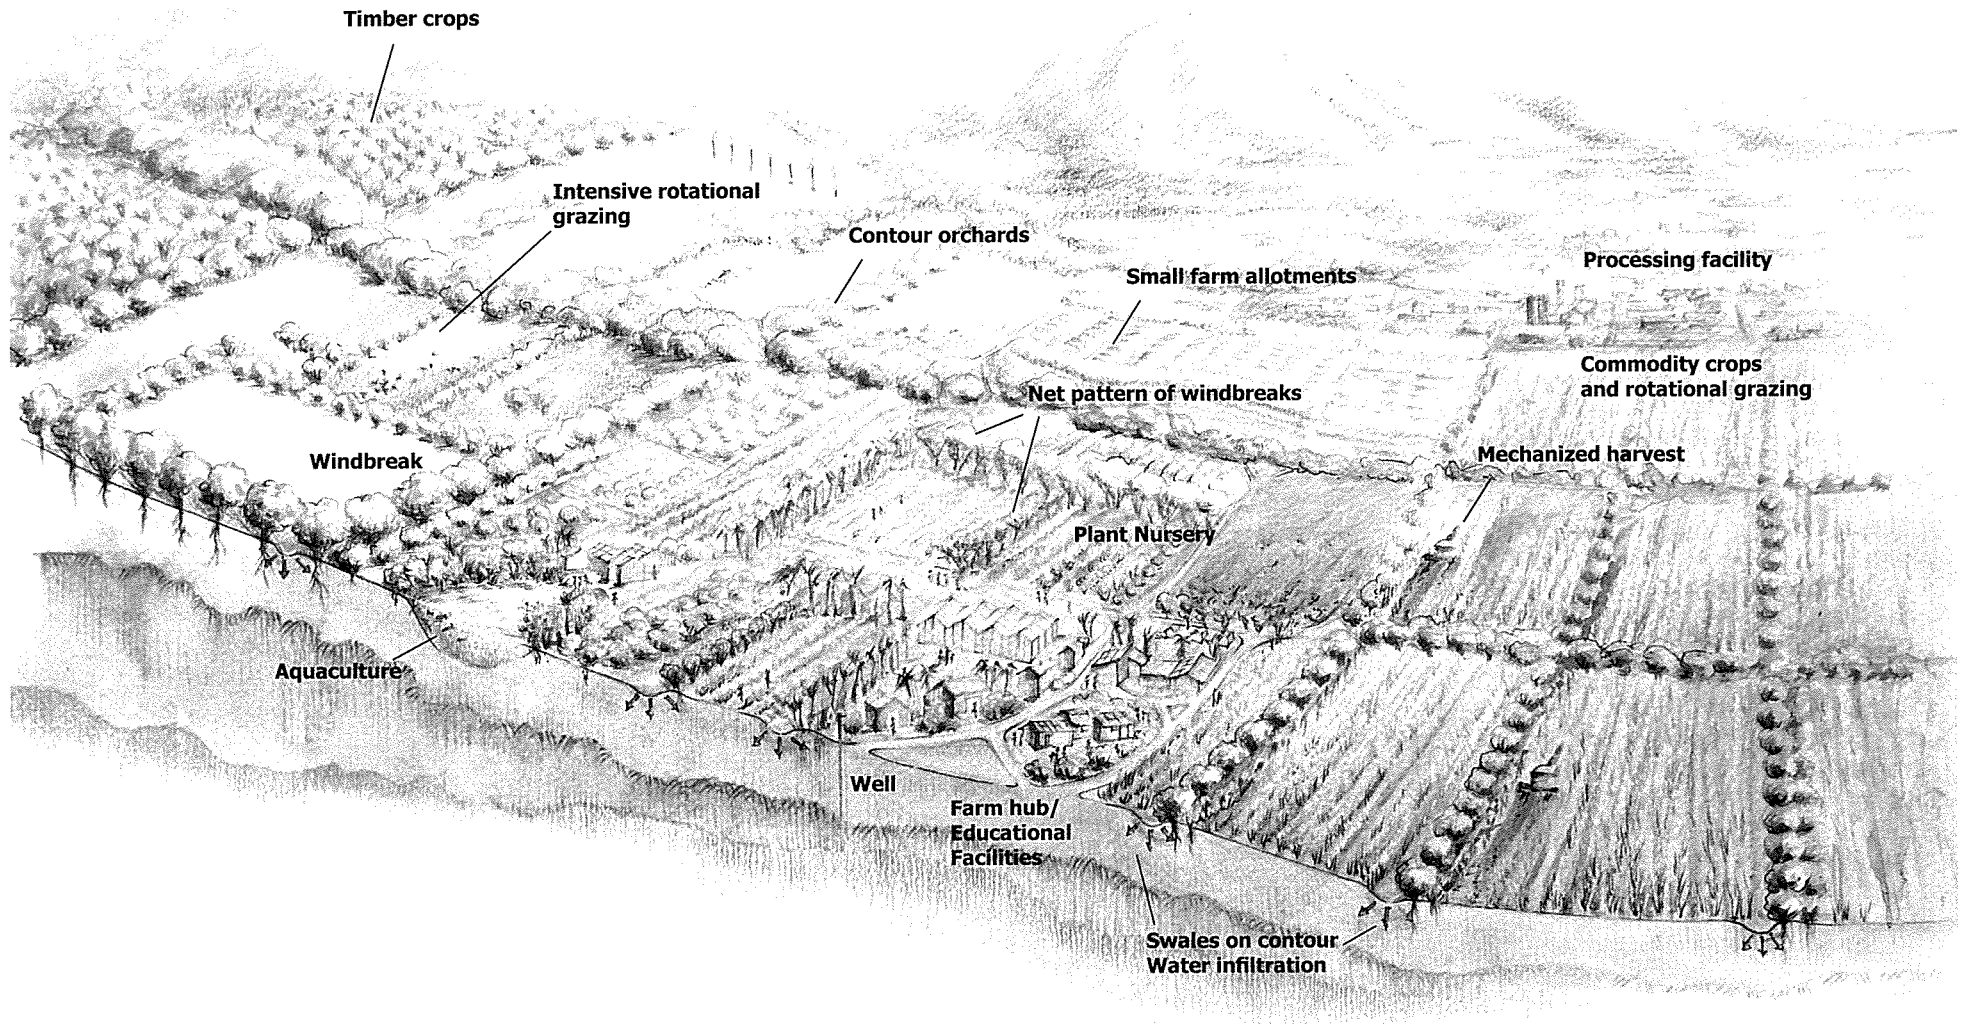 Timber crops
Intensive rotational
grazing
Contour orchards
Small farm allotments
Processing facility
Commodity crops
and rotational grazing
Net pattern of windbreaks
Mechanized harvest
Windbreak
Plant Nursery
Aquaculture
Well
Farm hub/
Educational
Facilities
Swales on contour
Water infiltration